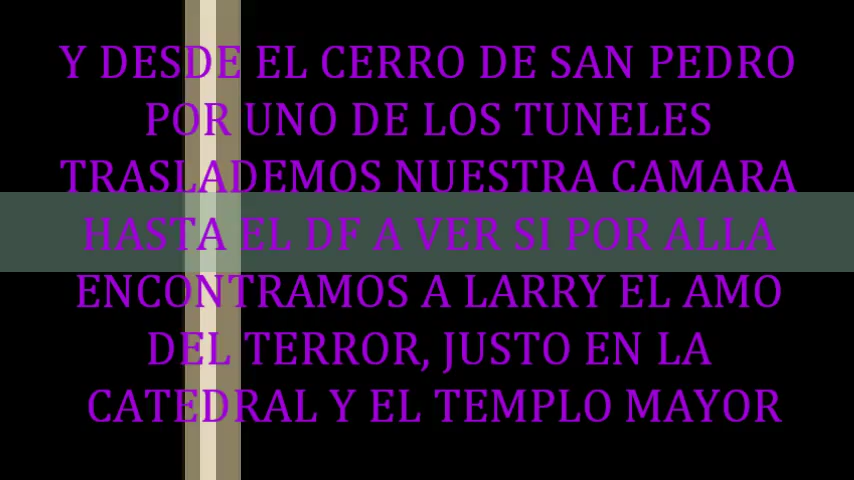 Y DESDE EL CERRO DE SAN PEDRO
POR UNO DE LOS TUNELES
TRASLADEMOS NUESTRA CAMARA
HASTA EL DF A VER SI POR ALLA
ENCONTRAMOS A LARRY EL AMO
DEL TERROR, JUSTO EN LA
CATEDRAL Y EL TEMPLO MAYOR